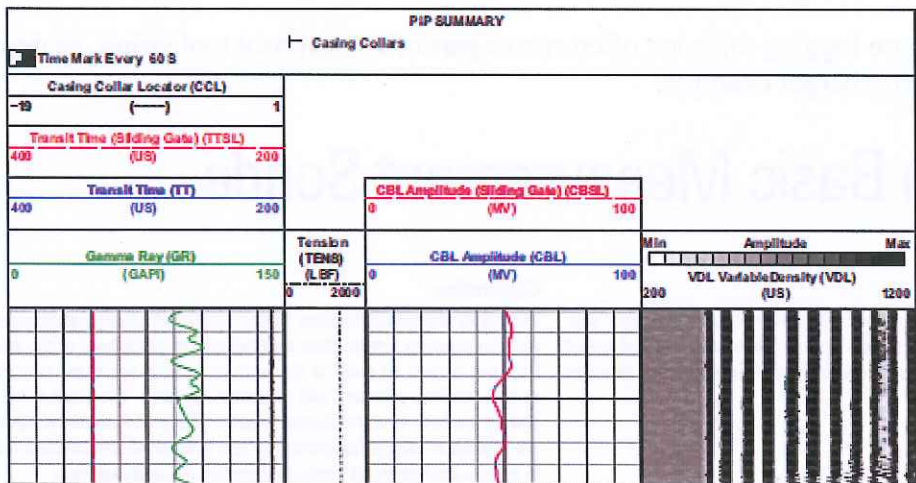 Basic Measurement Sonde
PIP SUMMARY
Casing Collars
Time Mark Every 60 S
Casing Collar Locator (CCL)
-19 (----) 1
Transit Time (Sliding Gate) (TTSL)
400 (US) 200
Transit Time (TT)
400 (US) 200
CBL Amplitude (Sliding Gate) (CBSL)
0 (MV) 100
Gamma Ray (GR)
0 (GAPI) 150
Tension
(TENS)
(LBF)
0 2000
CBL Amplitude (CBL)
0 (MV) 100
Min Amplitude Max
VDL VariableDensity (VDL)
200 (US) 1200